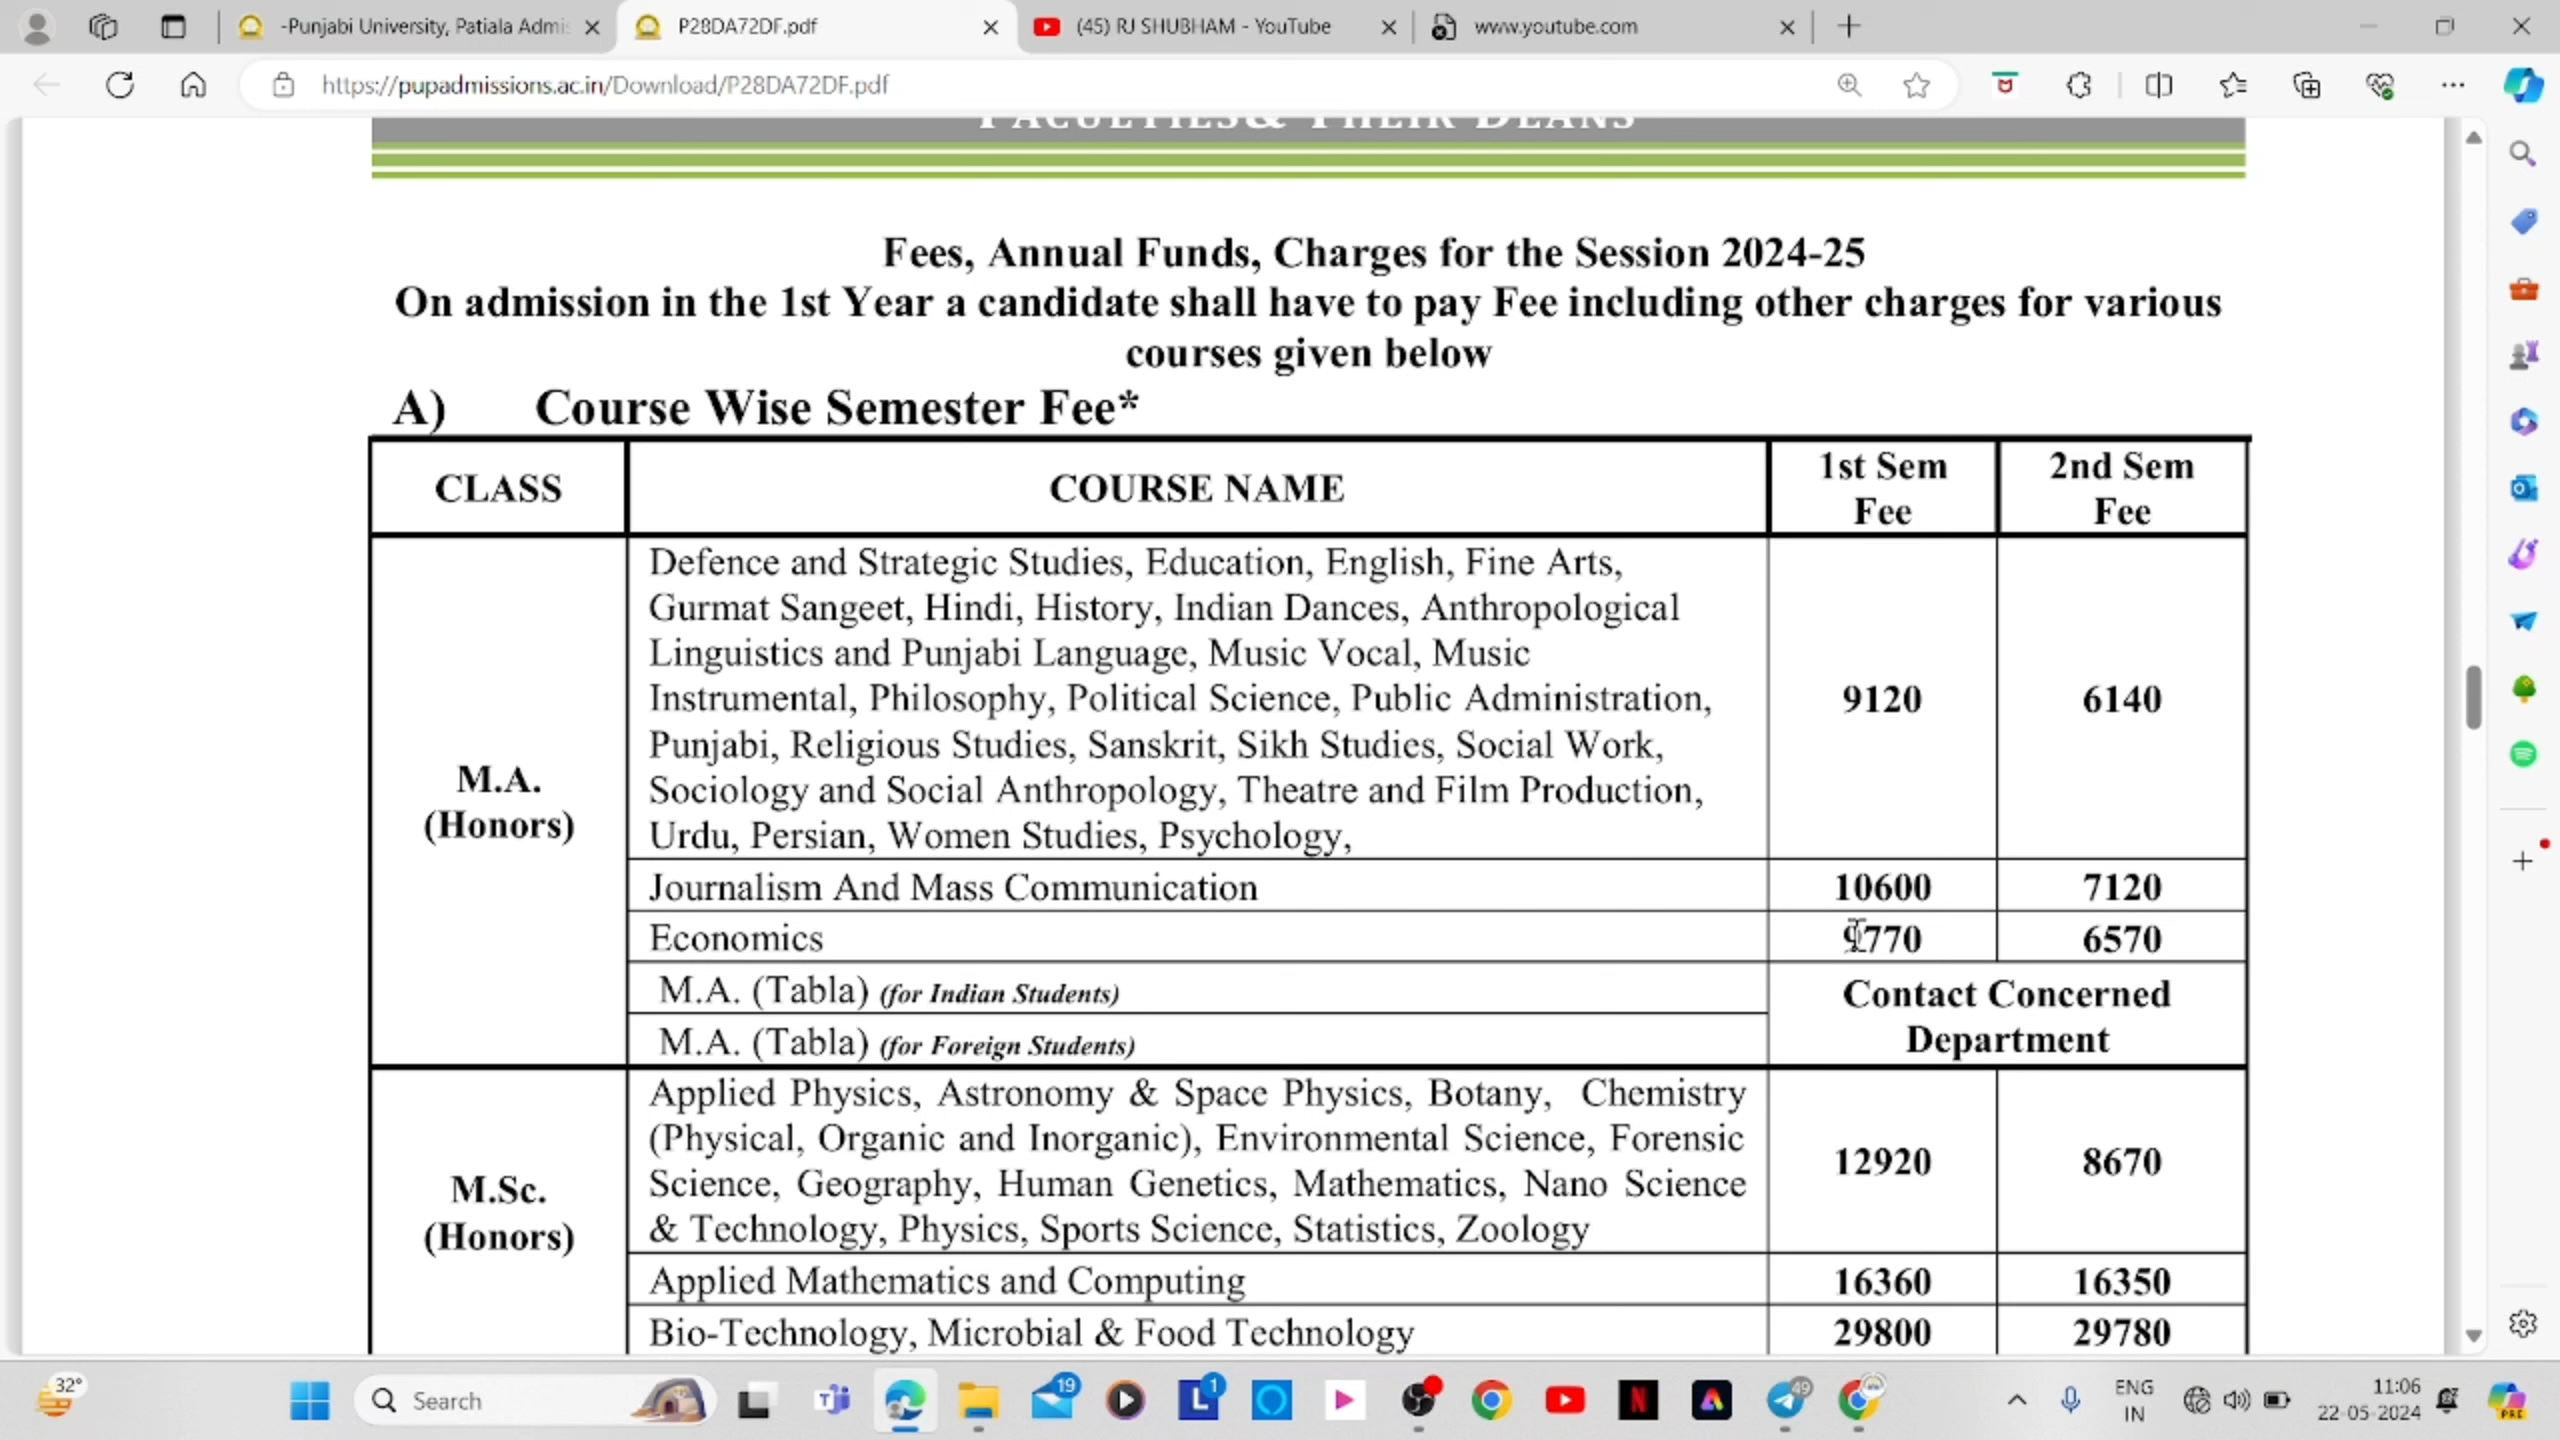 -Punjabi University, Patiala Admi
P28DA72DF.pdf
(45) RJ SHUBHAM - YouTube
www.youtube.com
https://pupadmissions.ac.in/Download/P28DA72DF.pdf
FACULTIES& THEIR DEANS
Fees, Annual Funds, Charges for the Session 2024-25
On admission in the 1st Year a candidate shall have to pay Fee including other charges for various
courses given below
A) Course Wise Semester Fee*
CLASS
COURSE NAME
1st Sem
Fee
2nd Sem
Fee
M.A.
(Honors)
Defence and Strategic Studies, Education, English, Fine Arts,
Gurmat Sangeet, Hindi, History, Indian Dances, Anthropological
Linguistics and Punjabi Language, Music Vocal, Music
Instrumental, Philosophy, Political Science, Public Administration,
Punjabi, Religious Studies, Sanskrit, Sikh Studies, Social Work,
Sociology and Social Anthropology, Theatre and Film Production,
Urdu, Persian, Women Studies, Psychology,
9120 6140
Journalism And Mass Communication 10600 7120
Economics 9770 6570
M.A. (Tabla) (for Indian Students)
M.A. (Tabla) (for Foreign Students)
Contact Concerned
Department
M.Sc.
(Honors)
Applied Physics, Astronomy & Space Physics, Botany, Chemistry
(Physical, Organic and Inorganic), Environmental Science, Forensic
Science, Geography, Human Genetics, Mathematics, Nano Science
& Technology, Physics, Sports Science, Statistics, Zoology
12920 8670
Applied Mathematics and Computing 16360 16350
Bio-Technology, Microbial & Food Technology 29800 29780
32°
Search
19
1
49
ENG
IN
11:06
22-05-2024
PRE